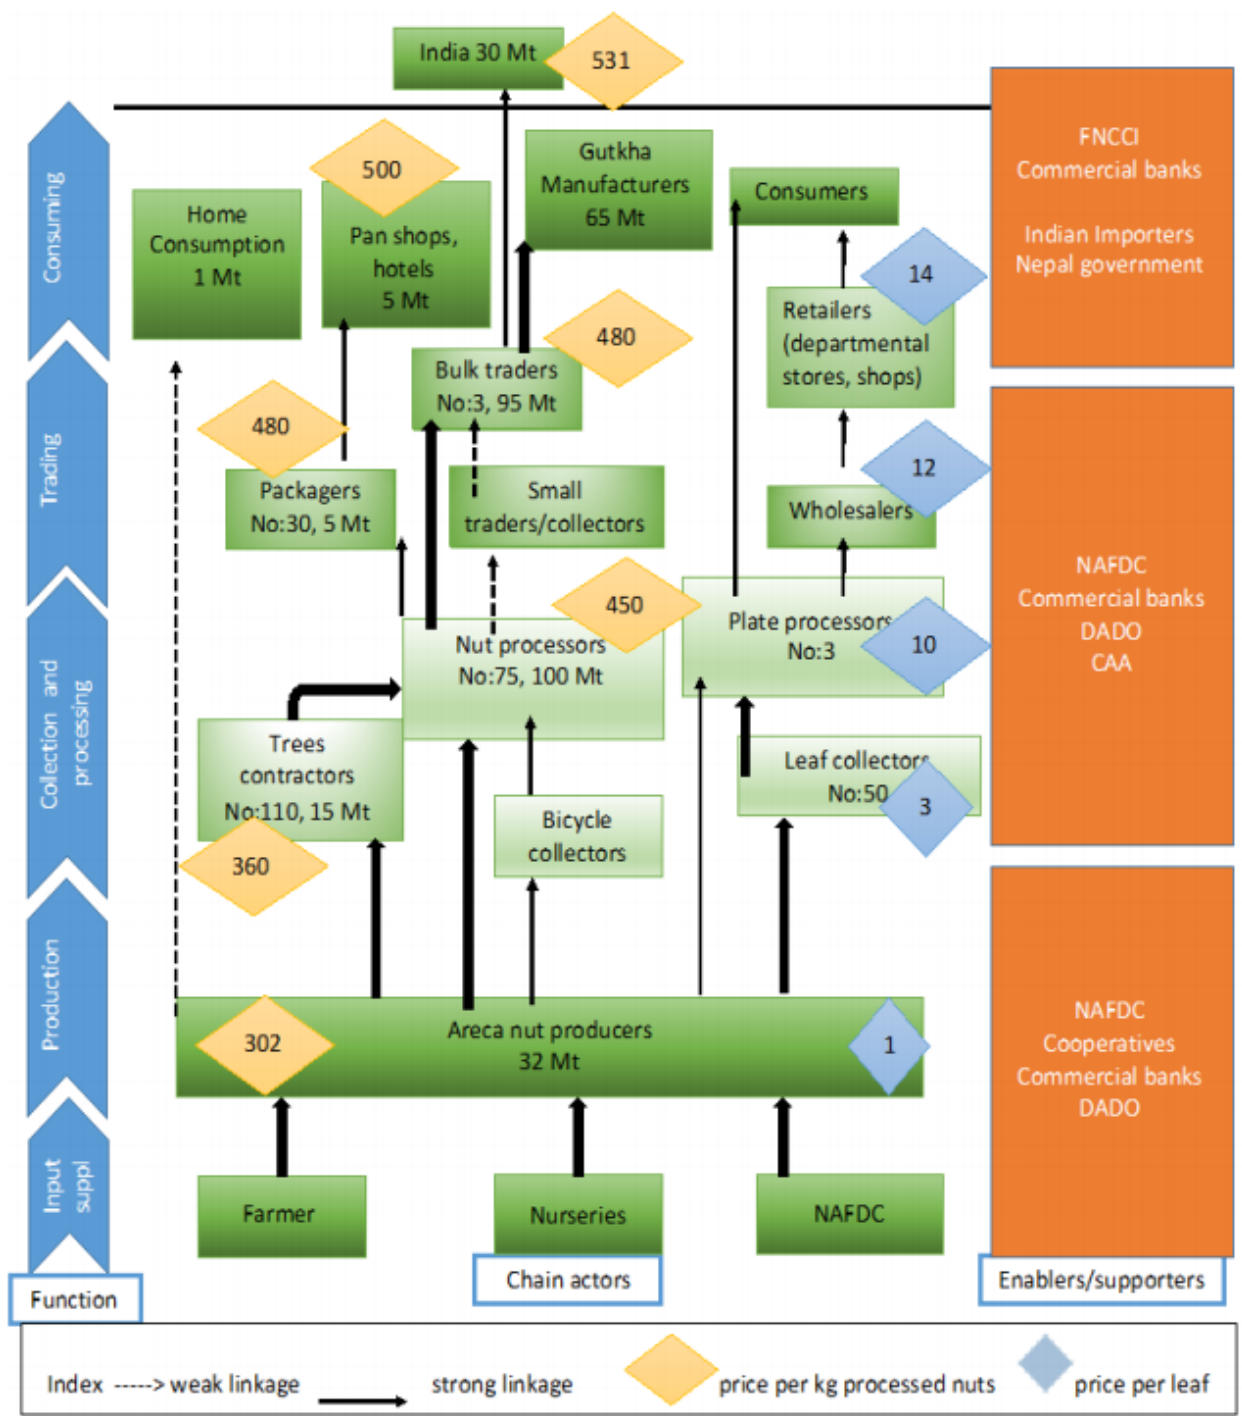 India 30 Mt
531
FNCCI
Commercial banks
Indian Importers
Nepal government
Consuming
Home
Consumption
1 Mt
500
Pan shops,
hotels
5 Mt
Gutkha
Manufacturers
65 Mt
Consumers
14
Retailers
(departmental
stores, shops)
480
Bulk traders
No:3, 95 Mt
Trading
480
Packagers
No:30, 5 Mt
Small
traders/collectors
12
Wholesalers
NAFDC
Commercial banks
DADO
CAA
450
Nut processors
No:75, 100 Mt
Plate processors
No:3
10
Colection and
processing
Trees
contractors
No:110, 15 Mt
360
Bicycle
collectors
Leaf collectors
No:50
3
Production
302
Areca nut producers
32 Mt
1
NAFDC
Cooperatives
Commercial banks
DADO
Input
suppl
Farmer
Nurseries
NAFDC
Function
Chain actors
Enablers/supporters
Index -----> weak linkage
strong linkage
price per kg processed nuts
price per leaf